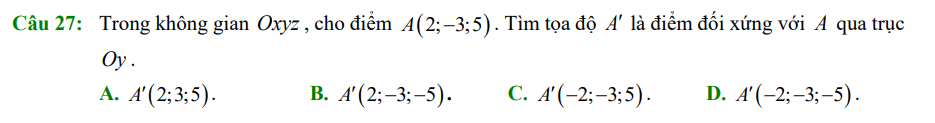 Câu 27: Trong không gian Oxyz , cho điểm A(2;−3;5). Tìm tọa độ A′ là điểm đối xứng với A qua trục
Oy .
A. A′(2;3;5). B. A′(2;−3;−5). C. A′(−2;−3;5). D. A′(−2;−3;−5).